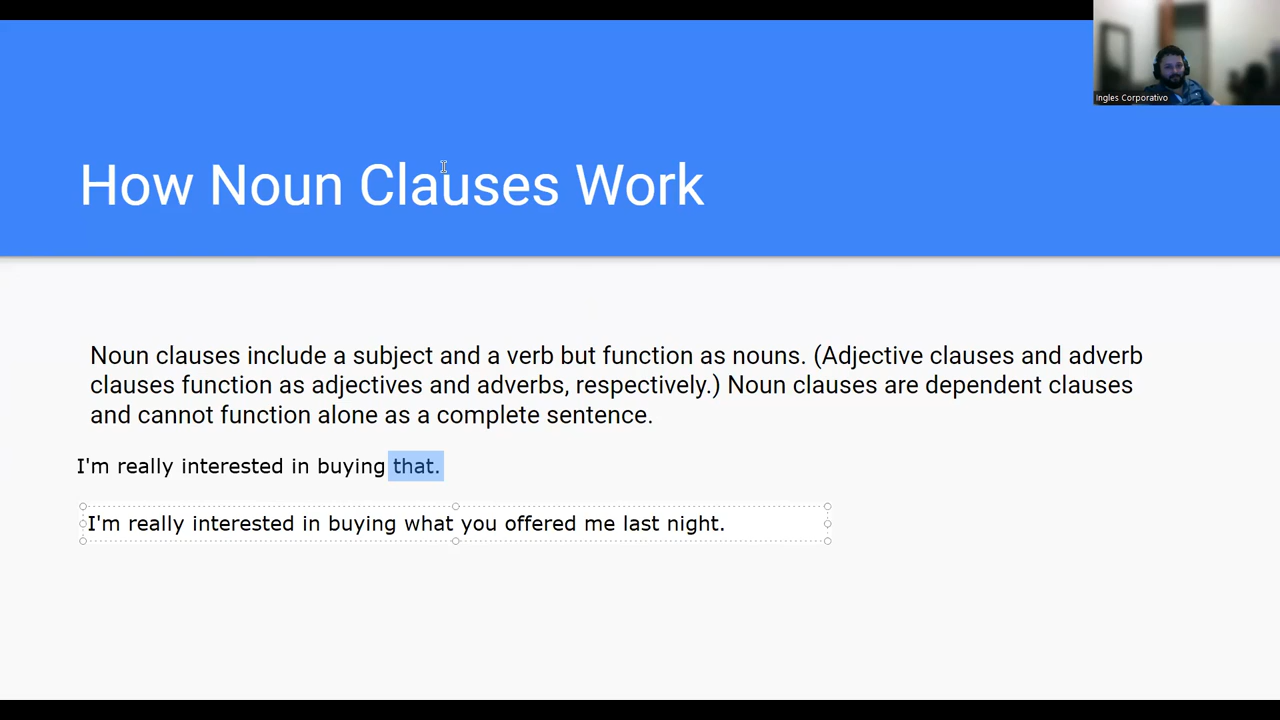 Ingles Corporativo
How Noun Clauses Work
Noun clauses include a subject and a verb but function as nouns. (Adjective clauses and adverb
clauses function as adjectives and adverbs, respectively.) Noun clauses are dependent clauses
and cannot function alone as a complete sentence.
I'm really interested in buying that.
I'm really interested in buying what you offered me last night.